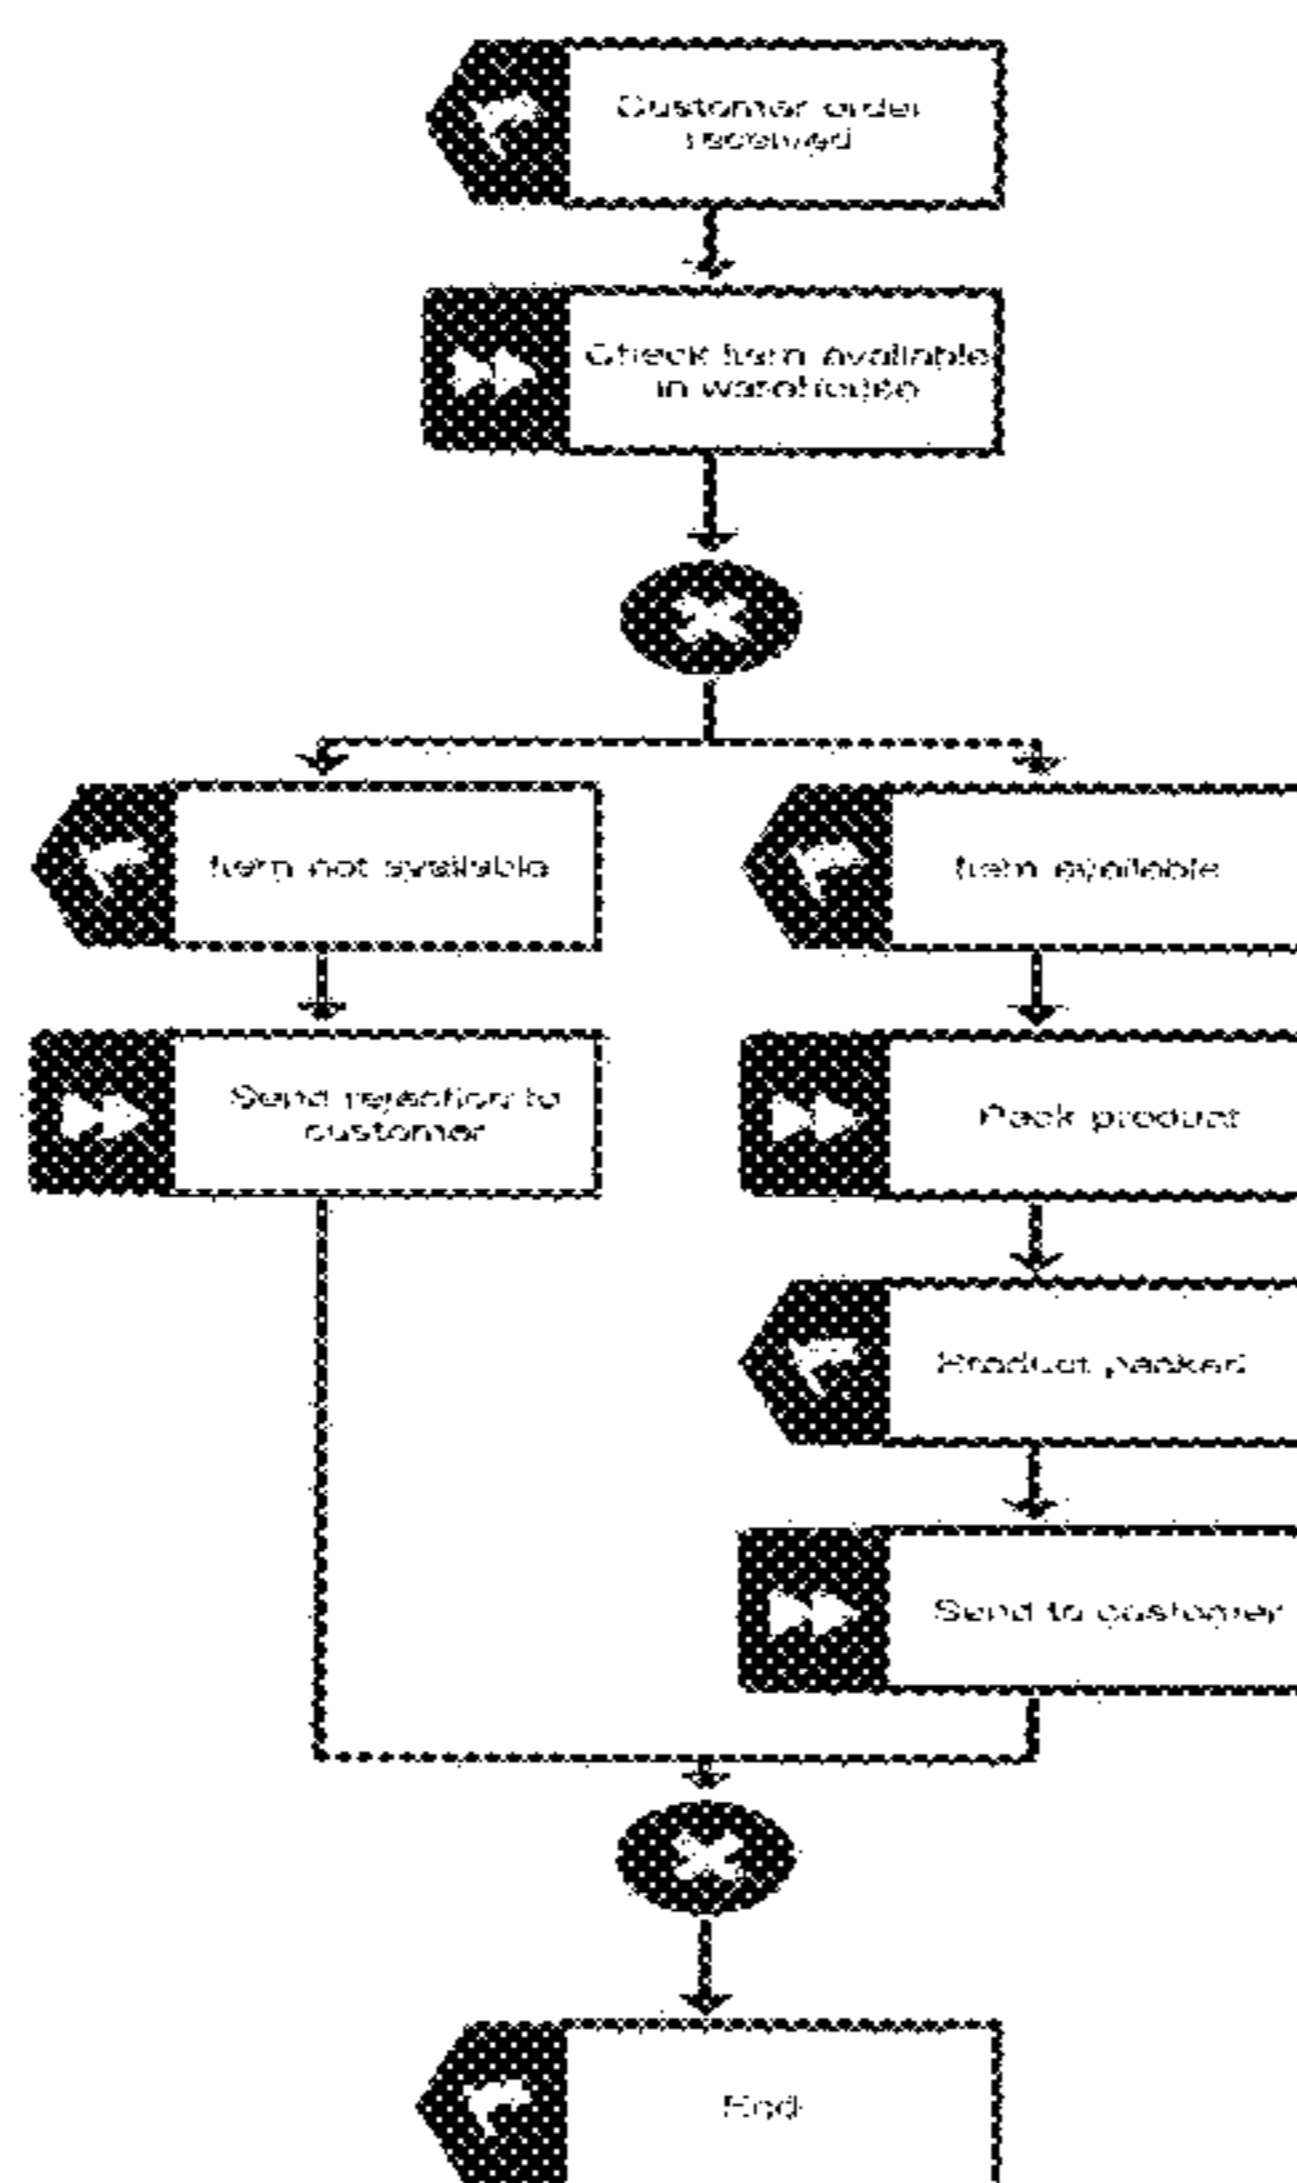 Customer order
received
Check item available
in warehouse
Item not available
Item available
Send rejection to
customer
Pack product
Product packed
Send to customer
End